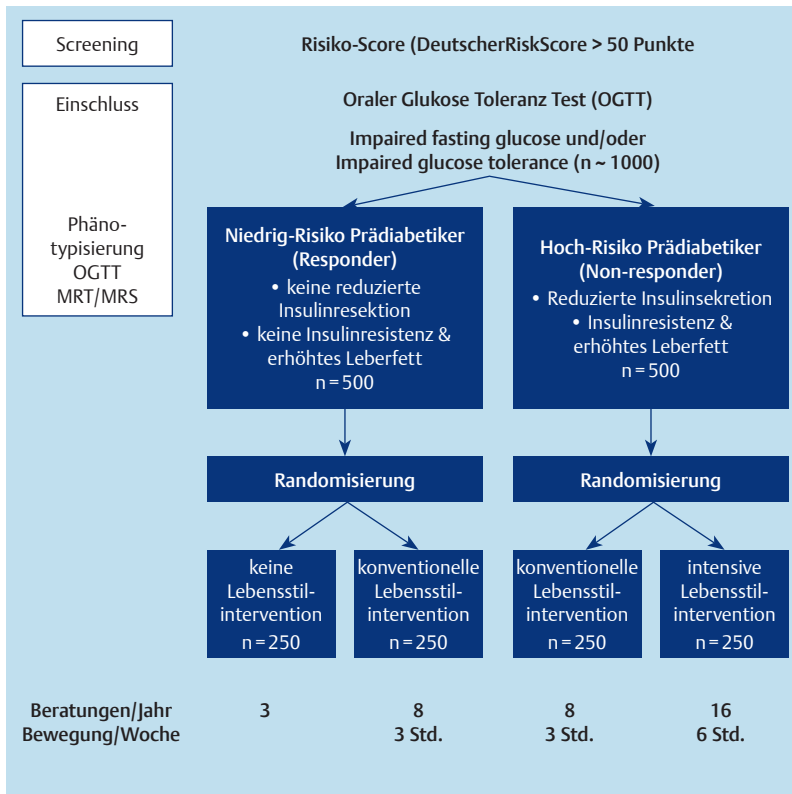 Screening
Risiko-Score (DeutscherRiskScore > 50 Punkte
Einschluss
Oraler Glukose Toleranz Test (OGTT)
Impaired fasting glucose und/oder
Impaired glucose tolerance (n ~ 1000)
Phäno-
typisierung
OGTT
MRT/MRS
Niedrig-Risiko Prädiabetiker
(Responder)
• keine reduzierte
Insulinresektion
• keine Insulinresistenz &
erhöhtes Leberfett
n = 500
Hoch-Risiko Prädiabetiker
(Non-responder)
• Reduzierte Insulinsekretion
• Insulinresistenz &
erhöhtes Leberfett
n = 500
Randomisierung
Randomisierung
keine
Lebensstil-
intervention
n = 250
konventionelle
Lebensstil-
intervention
n = 250
konventionelle
Lebensstil-
intervention
n = 250
intensive
Lebensstil-
intervention
n = 250
Beratungen/Jahr 3 8 8 16
Bewegung/Woche 3 Std. 3 Std. 6 Std.